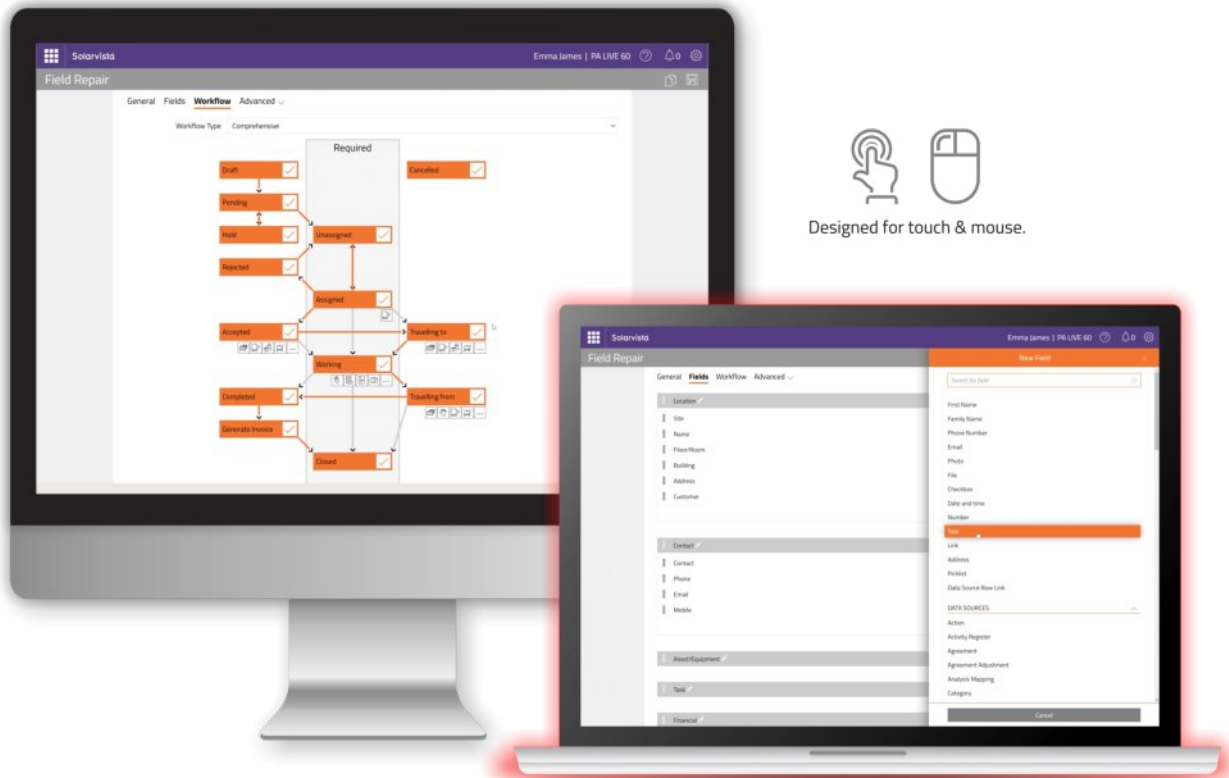 Solarvista
Emma James | PA LIVE 60
0
Field Repair
General Fields Workflow Advanced
Workflow Type Comprehensive
Required
Draft
Cancelled
Pending
Hold
Unassigned
Rejected
Assigned
Accepted
Travelling to
Working
Completed
Travelling from
Generate Invoice
Closed
Designed for touch & mouse.
Solarvista
Emma James | PA LIVE 60
0
Field Repair
General Fields Workflow Advanced
Location
Site
Name
Floor/Room
Building
Address
Customer
Contact
Contact
Phone
Email
Mobile
Asset/Equipment
Task
Financial
New Field
Search for field
First Name
Family Name
Phone Number
Email
Photo
File
Checkbox
Date and time
Number
Text
Link
Address
Picklist
Data Source Row Link
DATA SOURCES
Action
Activity Register
Agreement
Agreement Adjustment
Analysis Mapping
Category
Cancel